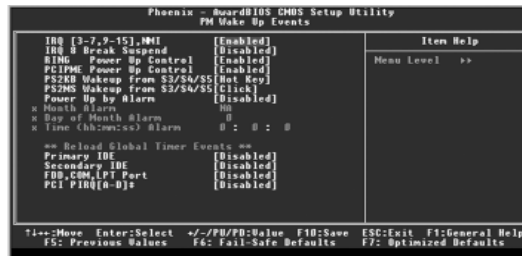 Phoenix - AwardBIOS CMOS Setup Utility
PM Wake Up Events
IRQ [3-7,9-15],NMI [Enabled]
IRQ 8 Break Suspend [Disabled]
RING Power Up Control [Enabled]
PCIPME Power Up Control [Enabled]
PS2KB Wakeup from S3/S4/S5[Hot Key]
PS2MS Wakeup from S3/S4/S5[Click]
Power Up by Alarm [Disabled]
x Month Alarm NA
x Day of Month Alarm 0
x Time (hh:mm:ss) Alarm 0 : 0 : 0
** Reload Global Timer Events **
Primary IDE [Disabled]
Secondary IDE [Disabled]
FDD,COM,LPT Port [Disabled]
PCI PIRQ[A-D]# [Disabled]
Item Help
Menu Level ►►
↑↓→←:Move Enter:Select +/-/PU/PD:Value F10:Save ESC:Exit F1:General Help
F5: Previous Values F6: Fail-Safe Defaults F7: Optimized Defaults